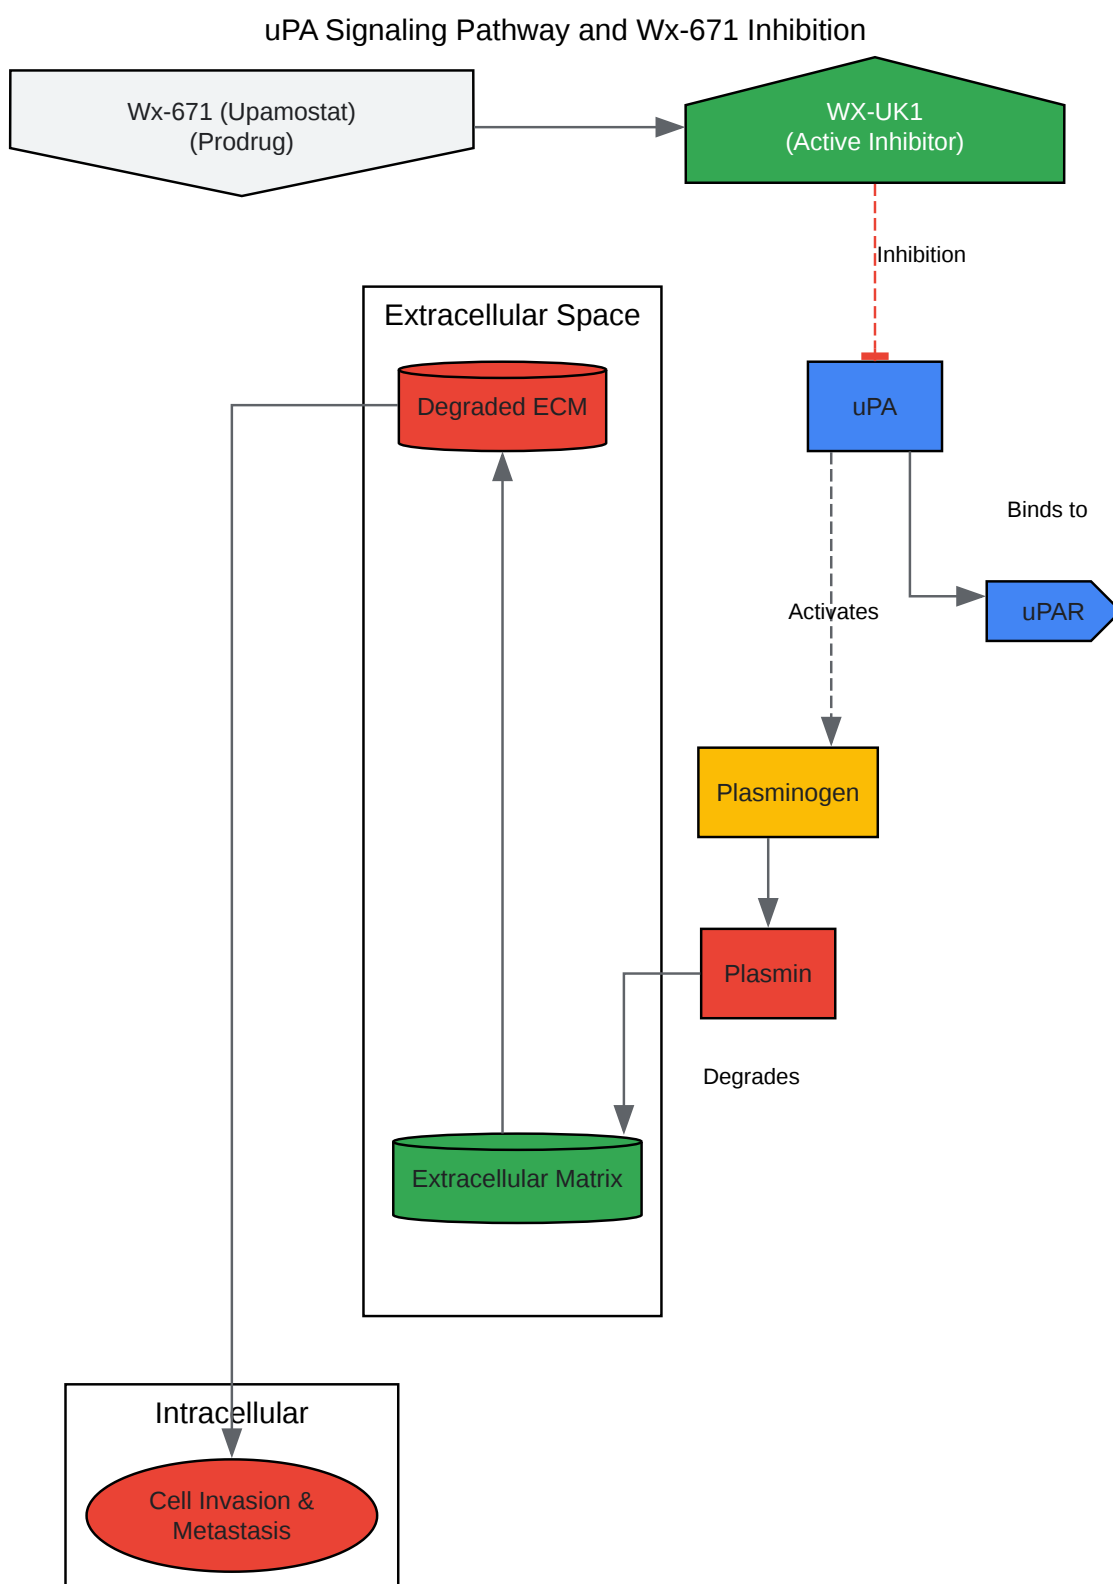 uPA Signaling Pathway and Wx-671 Inhibition
Wx-671 (Upamostat)
(Prodrug)
WX-UK1
(Active Inhibitor)
Inhibition
Extracellular Space
Degraded ECM
uPA
Binds to
Activates
uPAR
Plasminogen
Plasmin
Degrades
Extracellular Matrix
Intracellular
Cell Invasion &
Metastasis